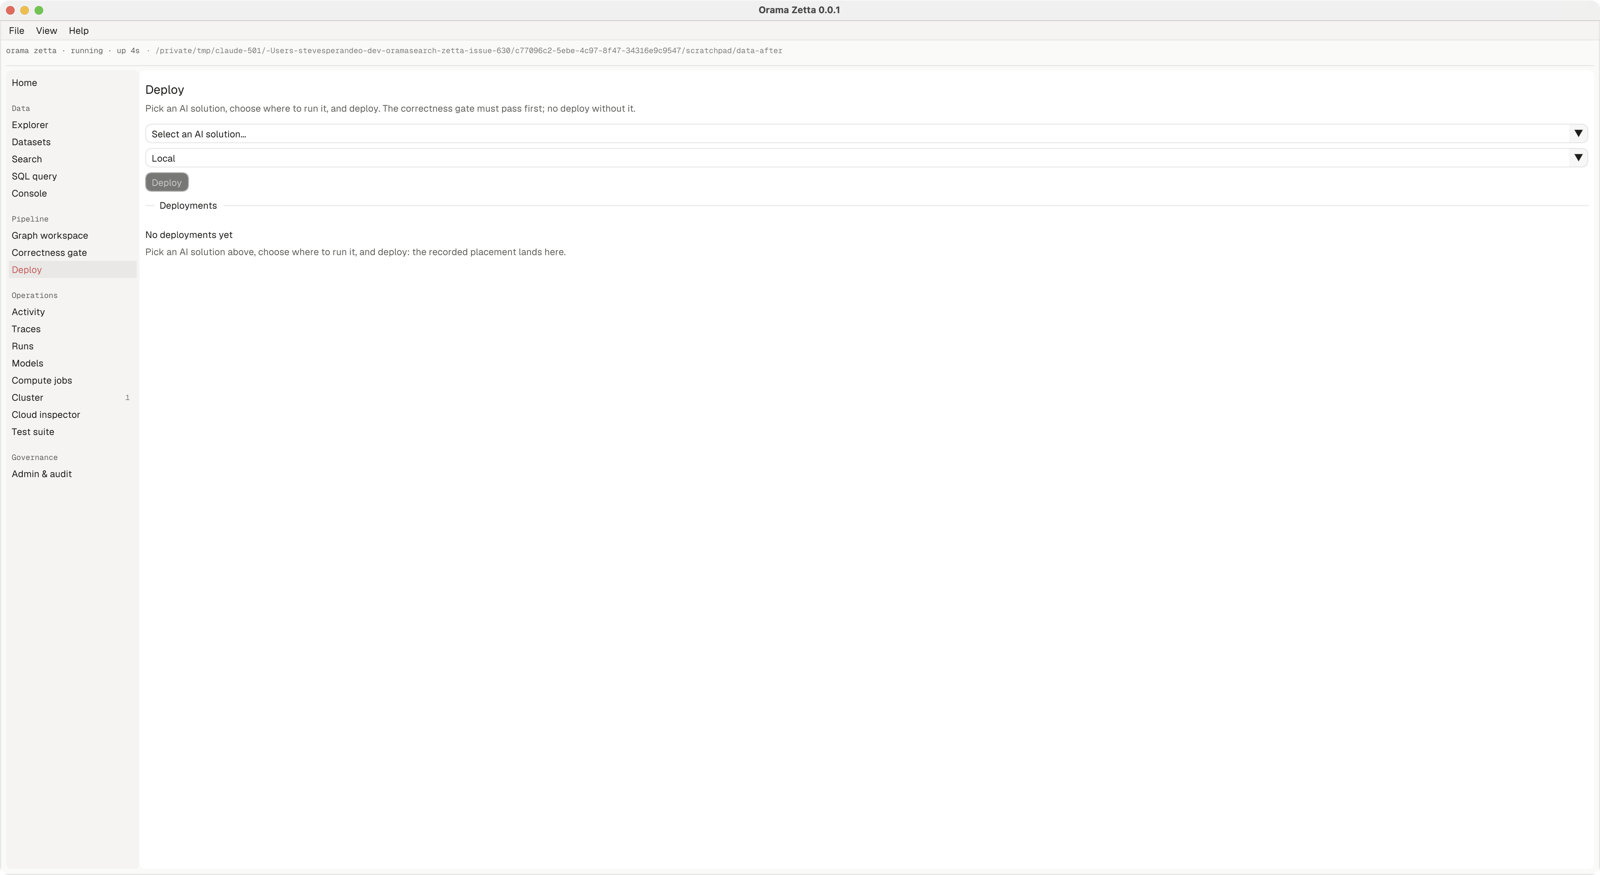 Orama Zetta 0.0.1
File View Help
orama zetta · running · up 4s · /private/tmp/claude-501/-Users-stevesperandeo-dev-oramasearch-zetta-issue-630/c77096c2-5ebe-4c97-8f47-34316e9c9547/scratchpad/data-after
Home
Data
Explorer
Datasets
Search
SQL query
Console
Pipeline
Graph workspace
Correctness gate
Deploy
Operations
Activity
Traces
Runs
Models
Compute jobs
Cluster 1
Cloud inspector
Test suite
Governance
Admin & audit
Deploy
Pick an AI solution, choose where to run it, and deploy. The correctness gate must pass first; no deploy without it.
Select an AI solution...
Local
Deploy
Deployments
No deployments yet
Pick an AI solution above, choose where to run it, and deploy: the recorded placement lands here.